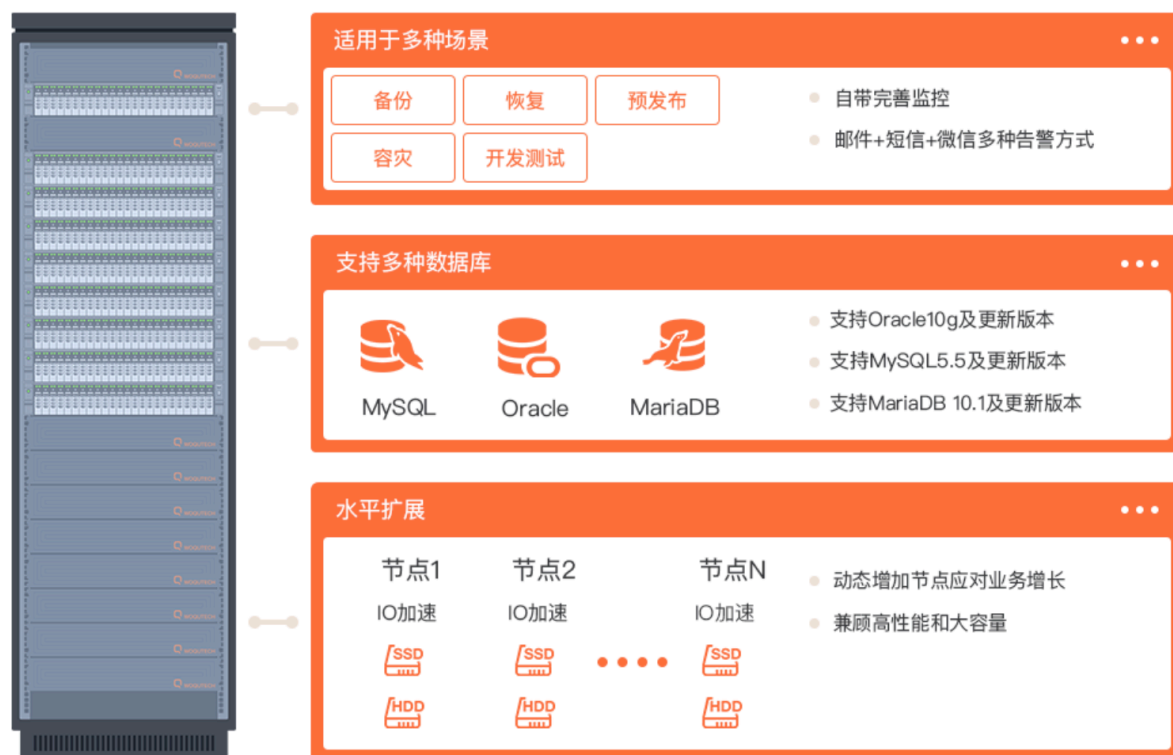 适用于多种场景
备份 恢复 预发布
容灾 开发测试
自带完善监控
邮件+短信+微信多种告警方式
支持多种数据库
MySQL Oracle MariaDB
支持Oracle10g及更新版本
支持MySQL5.5及更新版本
支持MariaDB 10.1及更新版本
水平扩展
节点1 节点2 节点N
IO加速 IO加速 IO加速
SSD SSD SSD
HDD HDD HDD
动态增加节点应对业务增长
兼顾高性能和大容量